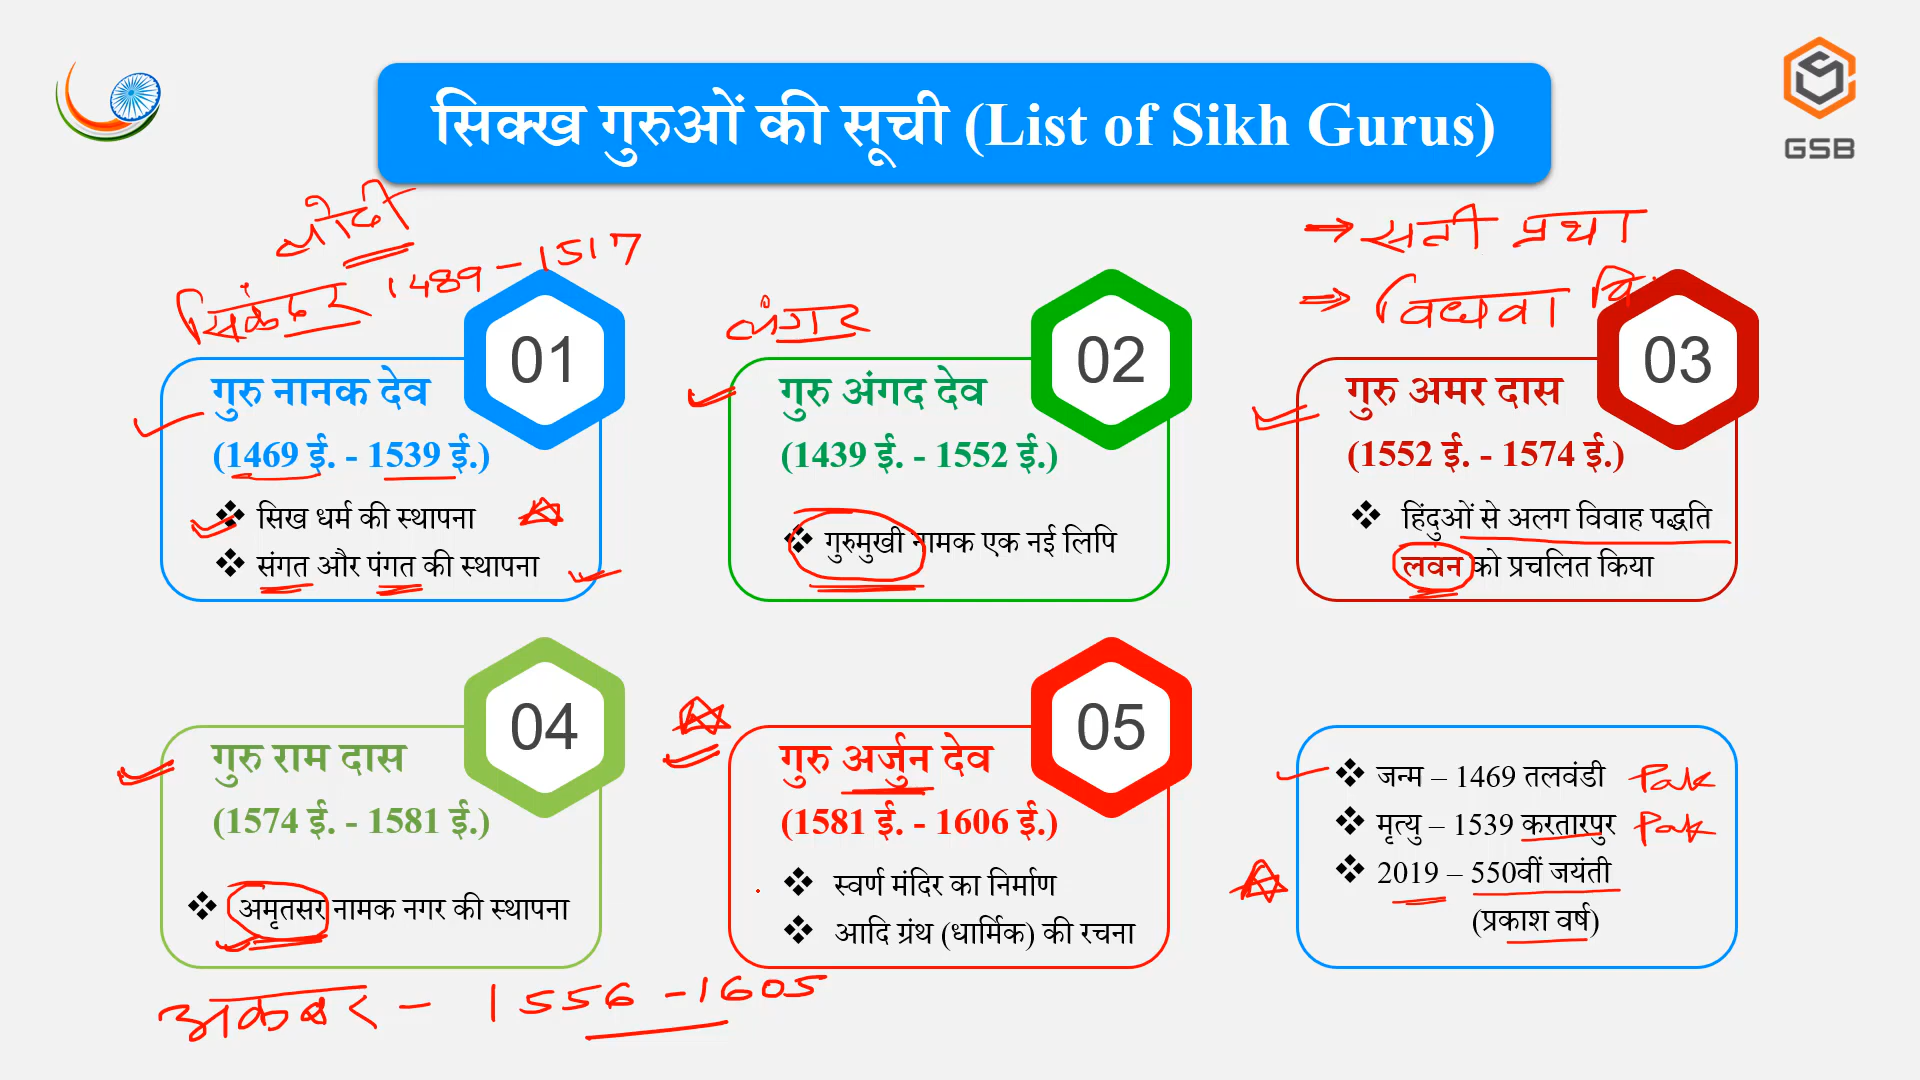 सिक्ख गुरुओं की सूची (List of Sikh Gurus)
GSB
लोदी
सिकंदर 1489-1517
01
गुरु नानक देव
(1469 ई. - 1539 ई.)
❖ सिख धर्म की स्थापना
❖ संगत और पंगत की स्थापना
लंगर
02
गुरु अंगद देव
(1439 ई. - 1552 ई.)
❖ गुरुमुखी नामक एक नई लिपि
→ सती प्रथा
⇒ विधवा वि
03
गुरु अमर दास
(1552 ई. - 1574 ई.)
❖ हिंदुओं से अलग विवाह पद्धति
लवंन को प्रचलित किया
04
गुरु राम दास
(1574 ई. - 1581 ई.)
❖ अमृतसर नामक नगर की स्थापना
अकबर - 1556-1605
05
गुरु अर्जुन देव
(1581 ई. - 1606 ई.)
❖ स्वर्ण मंदिर का निर्माण
❖ आदि ग्रंथ (धार्मिक) की रचना
❖ जन्म – 1469 तलवंडी Pak
❖ मृत्यु – 1539 करतारपुर Pak
❖ 2019 – 550वीं जयंती
(प्रकाश वर्ष)